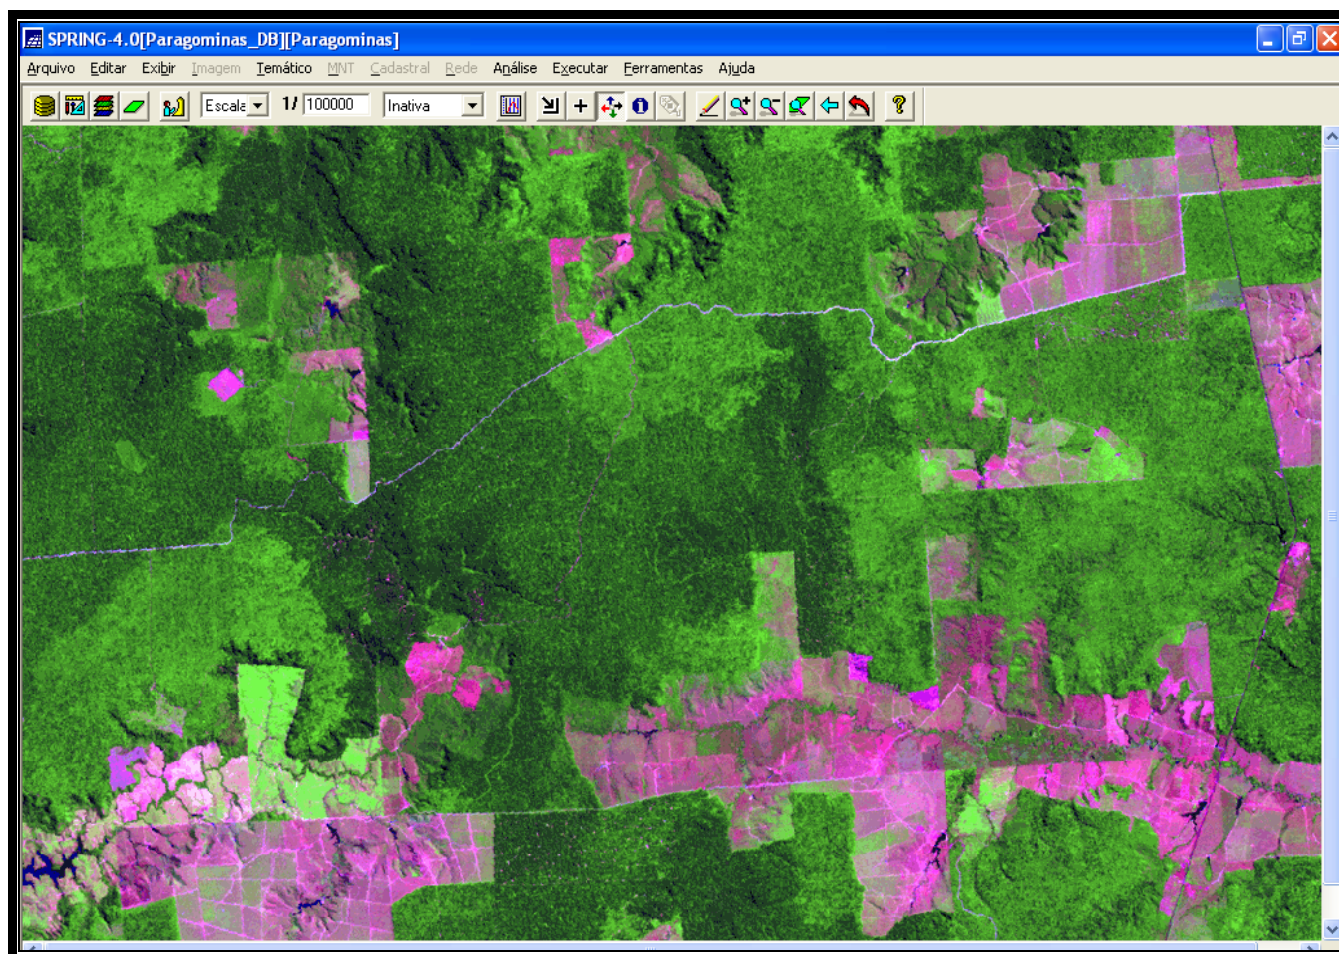 SPRING-4.0[Paragominas_DB][Paragominas]
Arquivo Editar Exibir Imagem Temático MNT Cadastral Rede Análise Executar Ferramentas Ajuda
Escala 1/ 100000 Inativa